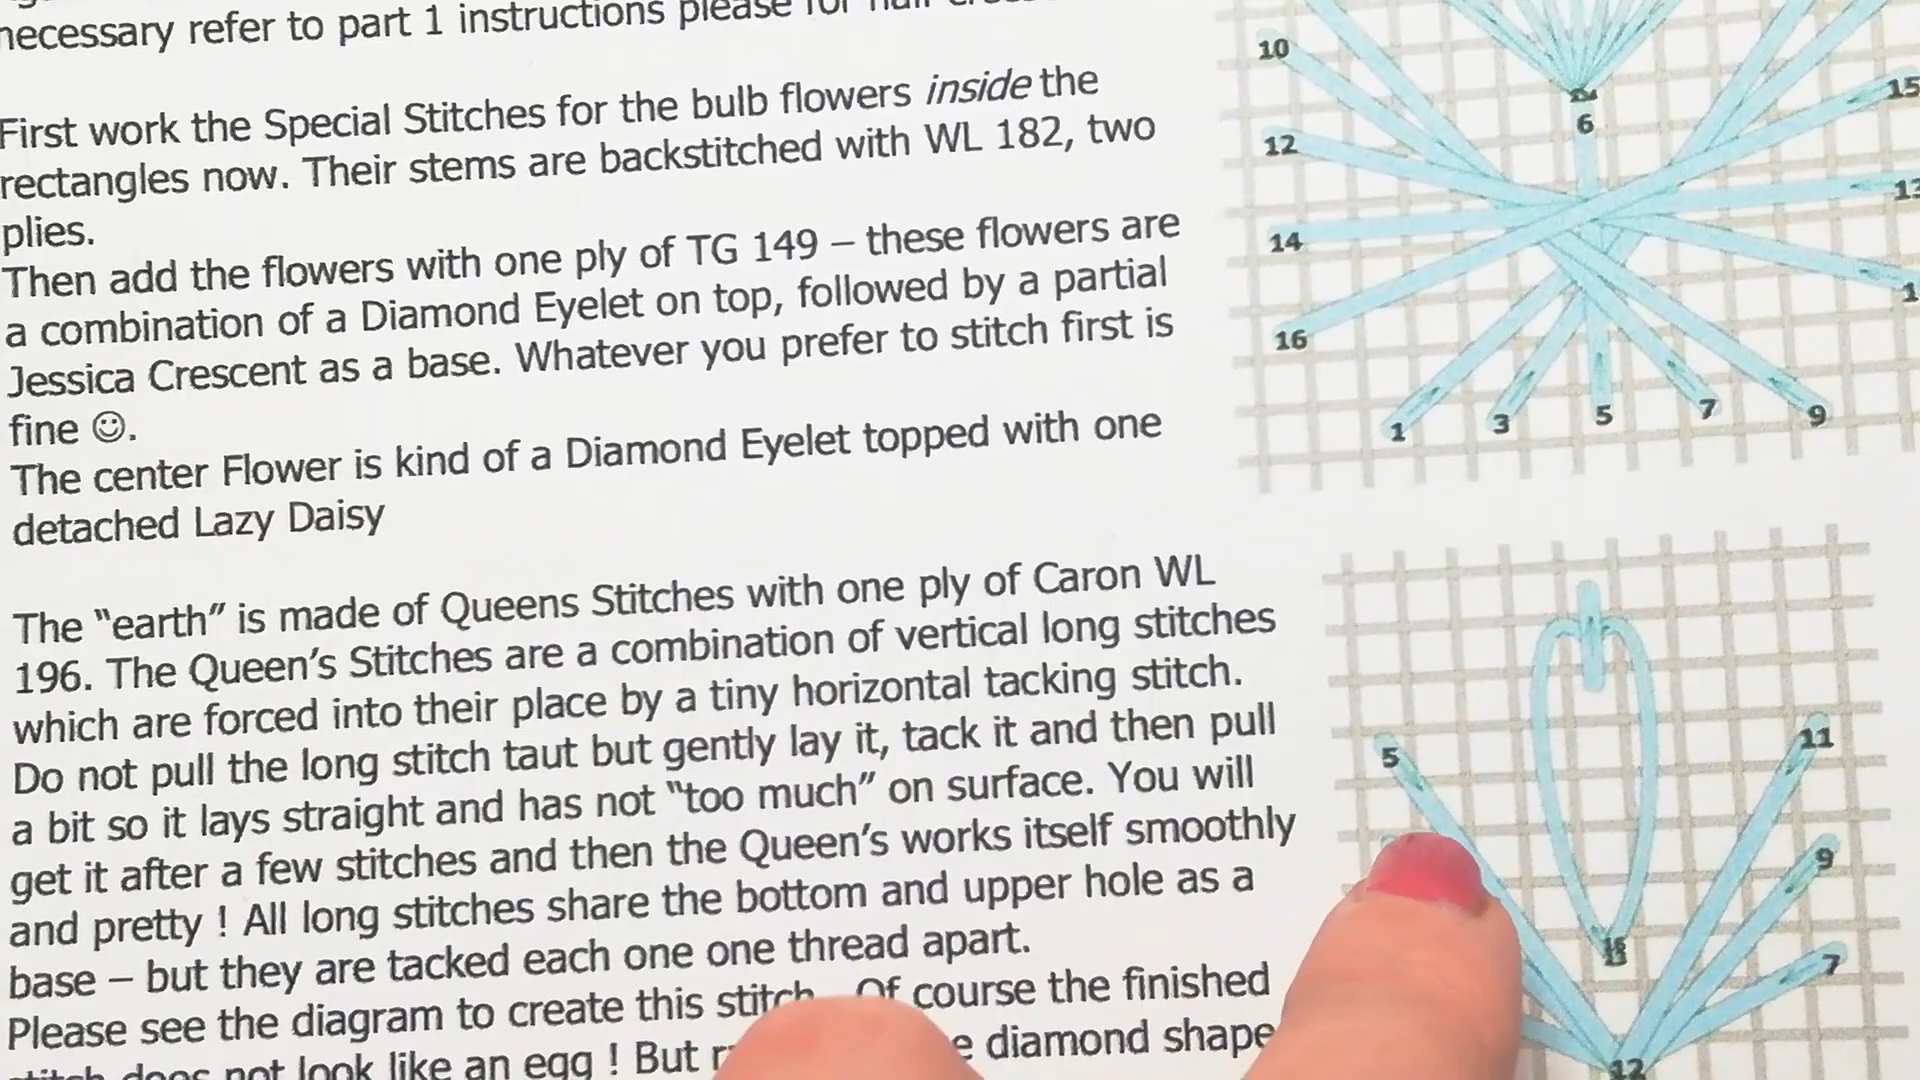 necessary refer to part 1 instructions please for half
First work the Special Stitches for the bulb flowers inside the
rectangles now. Their stems are backstitched with WL 182, two
plies.
Then add the flowers with one ply of TG 149 – these flowers are
a combination of a Diamond Eyelet on top, followed by a partial
Jessica Crescent as a base. Whatever you prefer to stitch first is
fine ☺.
The center Flower is kind of a Diamond Eyelet topped with one
detached Lazy Daisy
The “earth” is made of Queens Stitches with one ply of Caron WL
196. The Queen’s Stitches are a combination of vertical long stitches
which are forced into their place by a tiny horizontal tacking stitch.
Do not pull the long stitch taut but gently lay it, tack it and then pull
a bit so it lays straight and has not “too much” on surface. You will
get it after a few stitches and then the Queen’s works itself smoothly
and pretty ! All long stitches share the bottom and upper hole as a
base – but they are tacked each one one thread apart.
Please see the diagram to create this stitch Of course the finished
stitch does not look like an egg ! But diamond shape
10
15
6
12
13
14
16
1
3
5
7
9
5
11
9
7
12